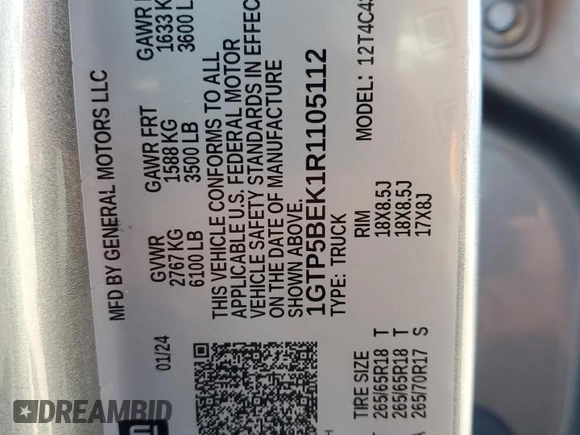 MFD BY GENERAL MOTORS LLC
01/24
GVWR
2767 KG
6100 LB
GAWR FRT
1588 KG
3500 LB
GAWR
1633 K
3600 L
THIS VEHICLE CONFORMS TO ALL
APPLICABLE U.S. FEDERAL MOTOR
VEHICLE SAFETY STANDARDS IN EFFEC
ON THE DATE OF MANUFACTURE
SHOWN ABOVE.
1GTP5BEK1R1105112
TYPE: TRUCK
MODEL: 12T4C4
TIRE SIZE RIM
265/65R18 T 18X8.5J
265/65R18 T 18X8.5J
265/70R17 S 17X8J
DREAMBID